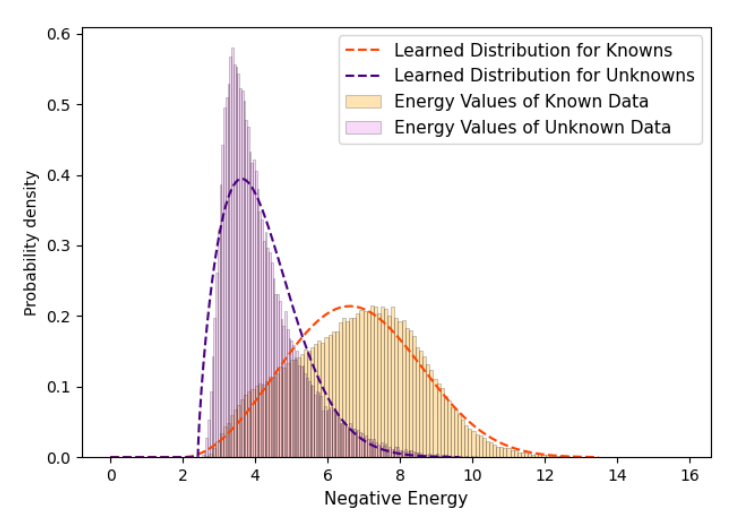 Learned Distribution for Knowns
Learned Distribution for Unknowns
Energy Values of Known Data
Energy Values of Unknown Data
Probability density
0.6
0.5
0.4
0.3
0.2
0.1
0.0
0 2 4 6 8 10 12 14 16
Negative Energy